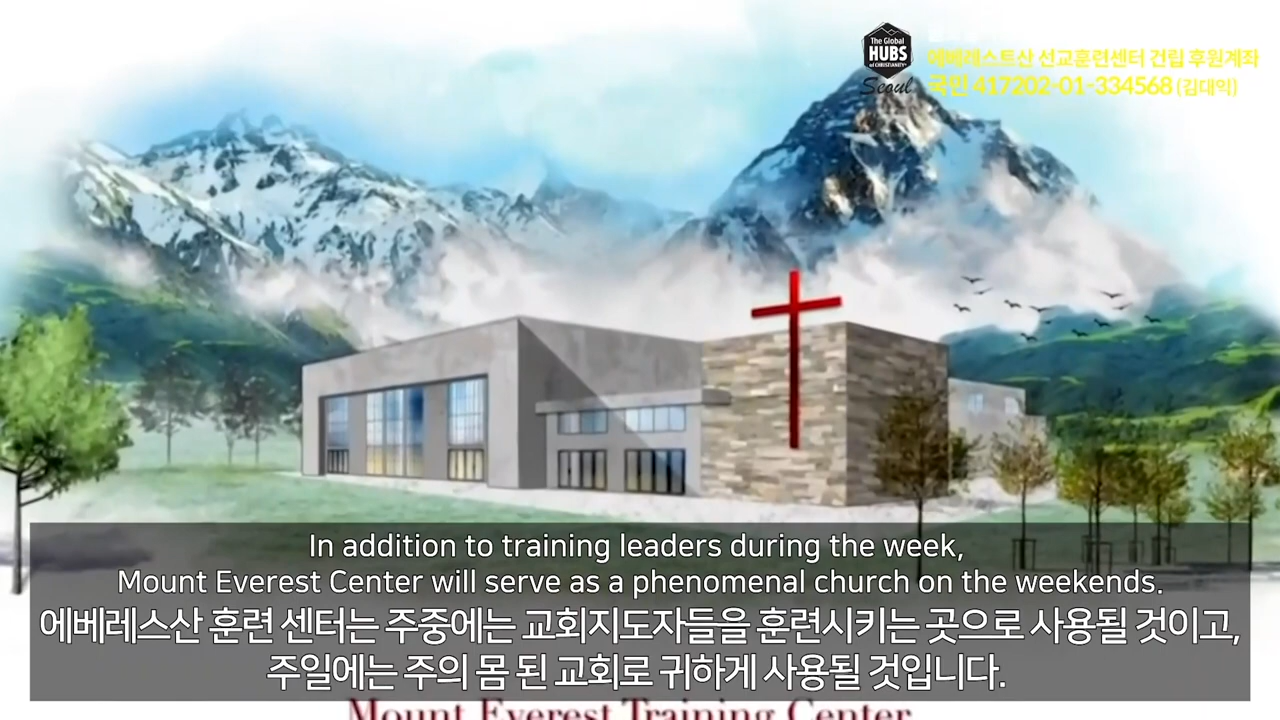 The Global
HUBS
of CHRISTIANITY
Seoul
에베레스트산 선교훈련센터 건립 후원계좌
국민 417202-01-334568 (김대억)
In addition to training leaders during the week,
Mount Everest Center will serve as a phenomenal church on the weekends.
에베레스산 훈련 센터는 주중에는 교회지도자들을 훈련시키는 곳으로 사용될 것이고,
주일에는 주의 몸 된 교회로 귀하게 사용될 것입니다.
Mount Everest Training Center